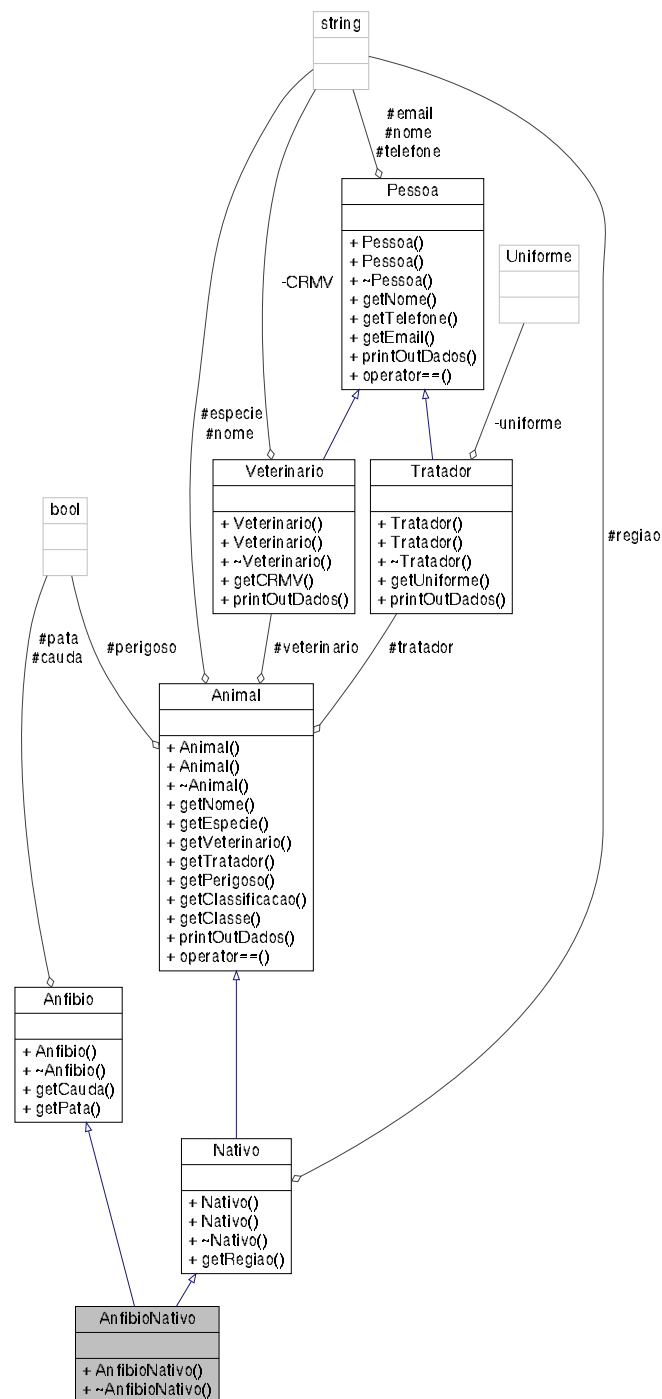 string
#email
#nome
#telefone
Pessoa
+ Pessoa()
+ Pessoa()
+ ~Pessoa()
+ getNome()
+ getTelefone()
+ getEmail()
+ printOutDados()
+ operator==()
Uniforme
-CRMV
#especie
#nome
-uniforme
Veterinario
+ Veterinario()
+ Veterinario()
+ ~Veterinario()
+ getCRMV()
+ printOutDados()
Tratador
+ Tratador()
+ Tratador()
+ ~Tratador()
+ getUniforme()
+ printOutDados()
bool
#regiao
#pata
#cauda
#perigoso
#veterinario
#tratador
Animal
+ Animal()
+ Animal()
+ ~Animal()
+ getNome()
+ getEspecie()
+ getVeterinario()
+ getTratador()
+ getPerigoso()
+ getClassificacao()
+ getClasse()
+ printOutDados()
+ operator==()
Anfibio
+ Anfibio()
+ ~Anfibio()
+ getCauda()
+ getPata()
Nativo
+ Nativo()
+ Nativo()
+ ~Nativo()
+ getRegiao()
AnfibioNativo
+ AnfibioNativo()
+ ~AnfibioNativo()